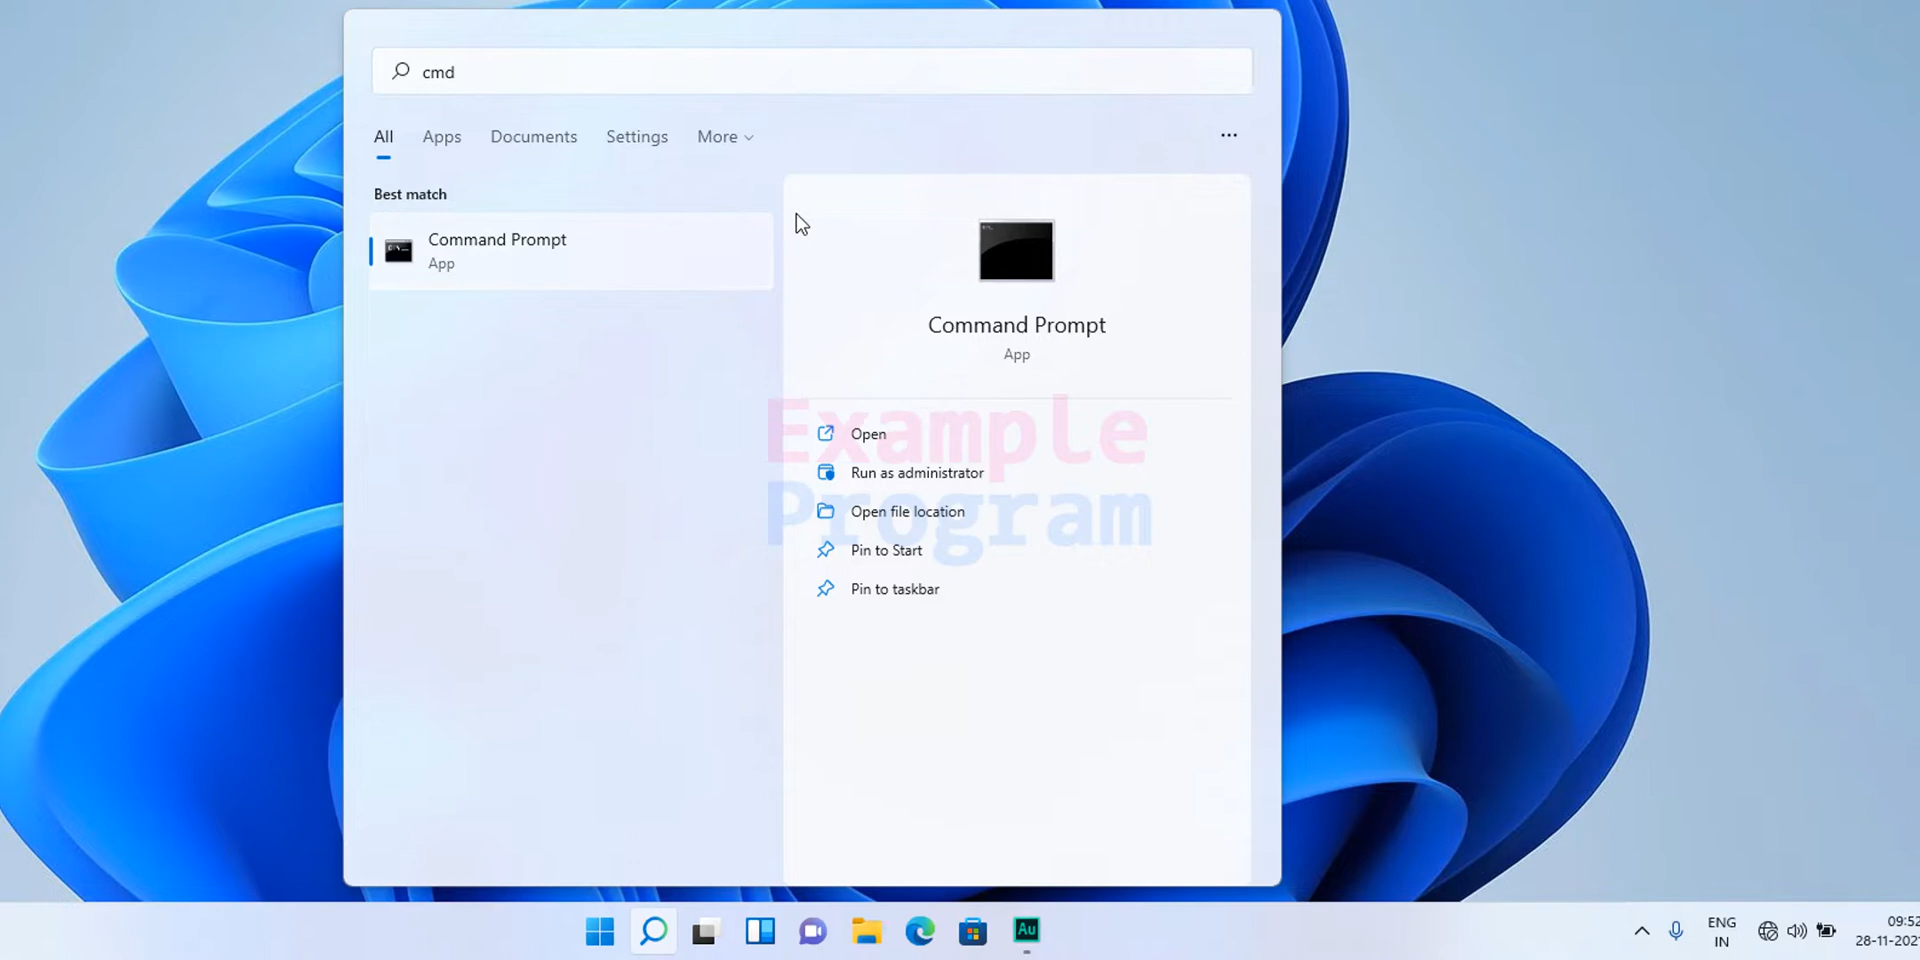 cmd
All Apps Documents Settings More
Best match
Command Prompt
App
Command Prompt
App
Example
Program
Open
Run as administrator
Open file location
Pin to Start
Pin to taskbar
Au
ENG
IN
09:52
28-11-202